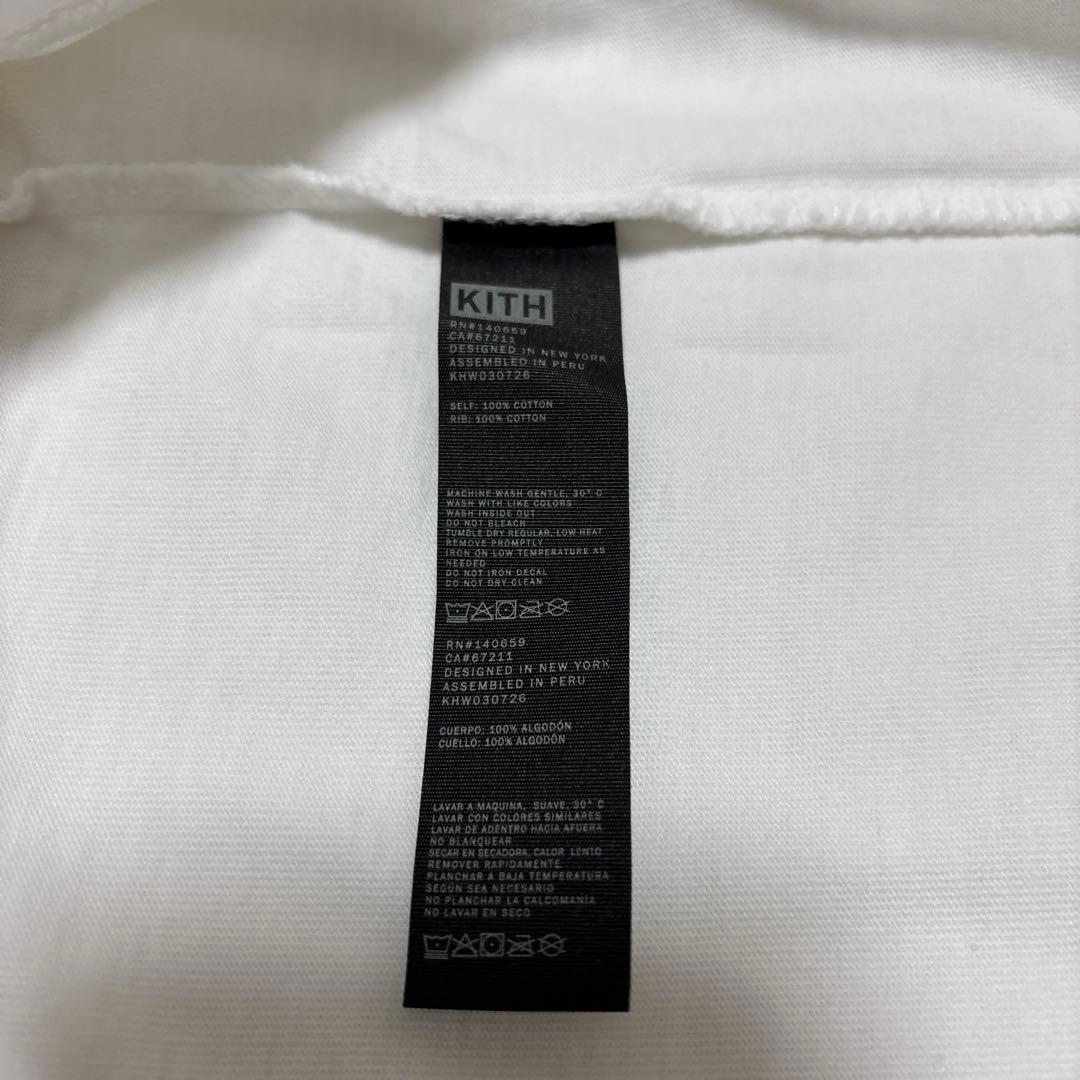 KITH
RN#140659
CA#67211
DESIGNED IN NEW YORK
ASSEMBLED IN PERU
KHW030726
SELF: 100% COTTON
RIB: 100% COTTON
MACHINE WASH GENTLE, 30° C
WASH WITH LIKE COLORS
WASH INSIDE OUT
DO NOT BLEACH
TUMBLE DRY REGULAR, LOW HEAT
REMOVE PROMPTLY
IRON ON LOW TEMPERATURE AS
NEEDED
DO NOT IRON DECAL
DO NOT DRY CLEAN
RN#140659
CA#67211
DESIGNED IN NEW YORK
ASSEMBLED IN PERU
KHW030726
CUERPO: 100% ALGODÓN
CUELLO: 100% ALGODÓN
LAVAR A MAQUINA, SUAVE, 30° C
LAVAR CON COLORES SIMILARES
LAVAR DE ADENTRO HACIA AFUERA
NO BLANQUEAR
SECAR EN SECADORA, CALOR LENTO
REMOVER RAPIDAMENTE
PLANCHAR A BAJA TEMPERATURA
SEGÚN SEA NECESARIO
NO PLANCHAR LA CALCOMANÍA
NO LAVAR EN SECO